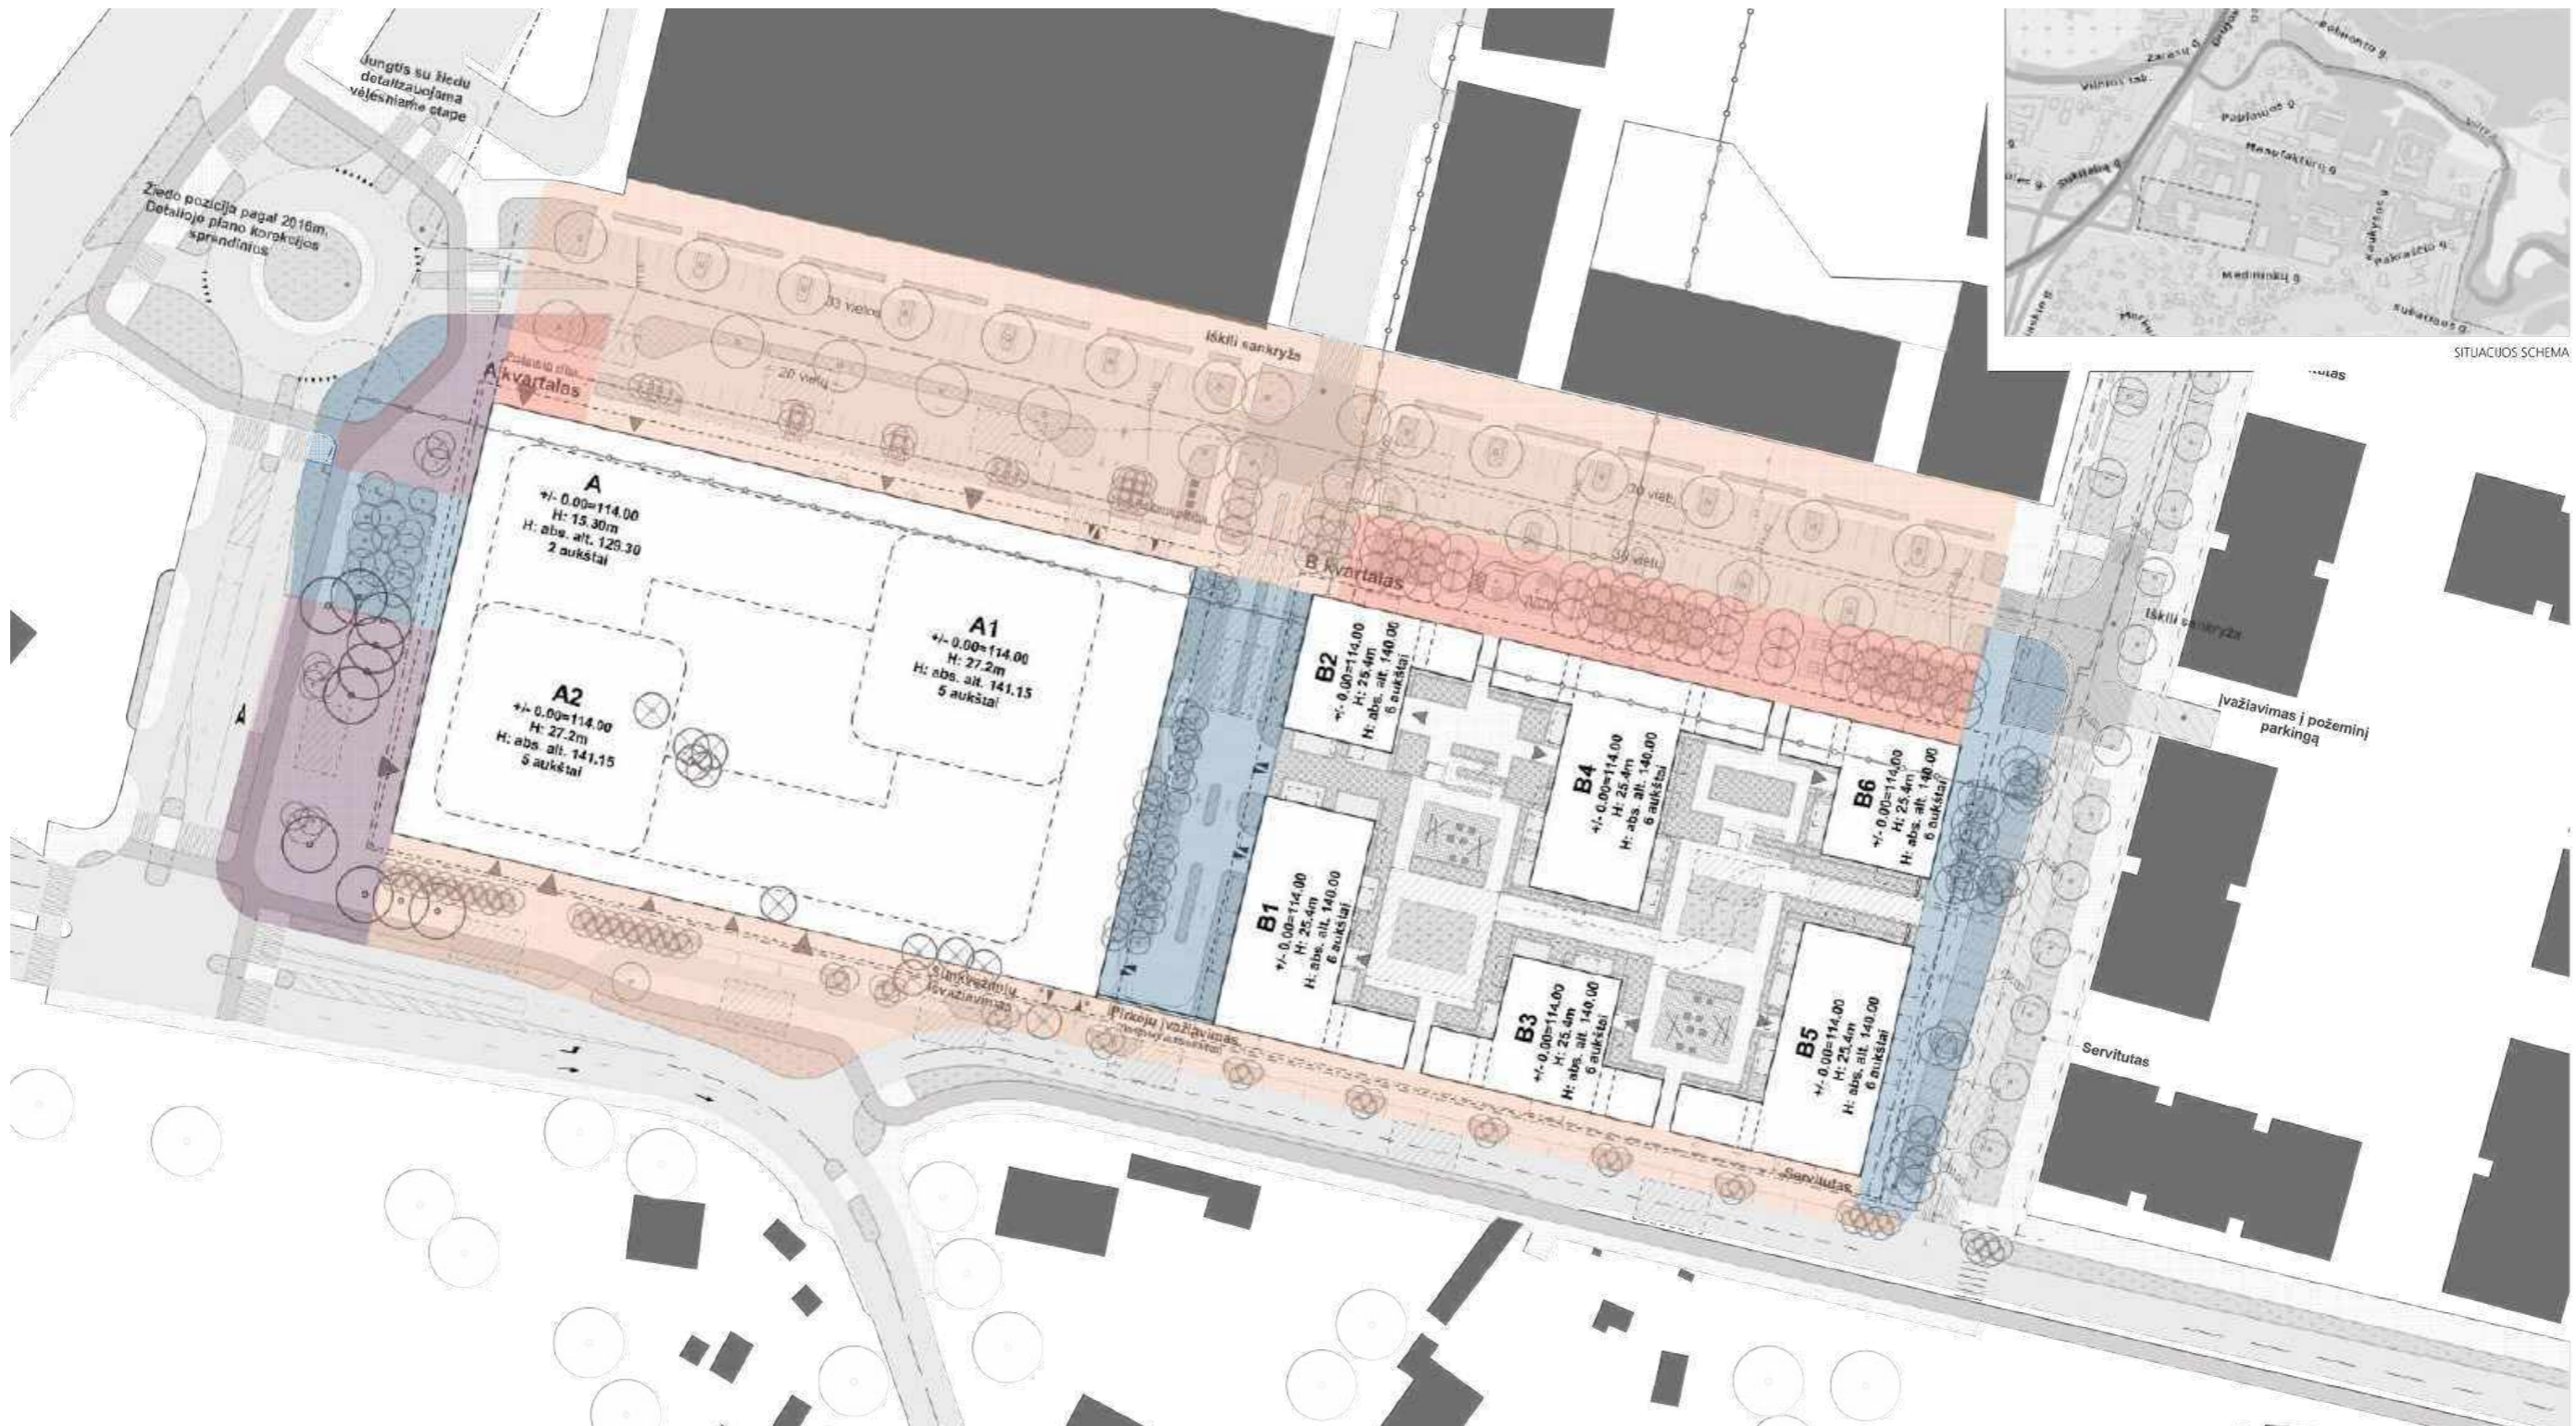 Jungtis su žiedu
detalizuojama
vėlesniame etape
Žiedo pozicija pagal 2016m.
Detaliojo plano korekcijos
sprendinius
Zarasų g.
Manufaktūrų g.
Sukilėlių g.
Medininkų g.
Pakraščio g.
SITUACIJOS SCHEMA
33 vietos
20 vietų
Iškili sankryža
A kvartalas
30 vietų
30 vietų
B kvartalas
A
+/- 0.00=114.00
H: 15.30m
H: abs. alt. 129.30
2 aukštai
A1
+/- 0.00=114.00
H: 27.2m
H: abs. alt. 141.15
5 aukštai
A2
+/- 0.00=114.00
H: 27.2m
H: abs. alt. 141.15
5 aukštai
B2
+/- 0.00=114.00
H: 25.4m
H: abs. alt. 140.00
6 aukštai
B4
+/- 0.00=114.00
H: 25.4m
H: abs. alt. 140.00
6 aukštai
B6
+/- 0.00=114.00
H: 25.4m
H: abs. alt. 140.00
6 aukštai
B1
+/- 0.00=114.00
H: 25.4m
H: abs. alt. 140.00
6 aukštai
B3
+/- 0.00=114.00
H: 25.4m
H: abs. alt. 140.00
6 aukštai
B5
+/- 0.00=114.00
H: 25.4m
H: abs. alt. 140.00
6 aukštai
Iškili sankryža
Įvažiavimas į požeminį
parkingą
Servitutas
Sunkvežimių
išvažiavimas
Pirkėjų įvažiavimas
Servitutas